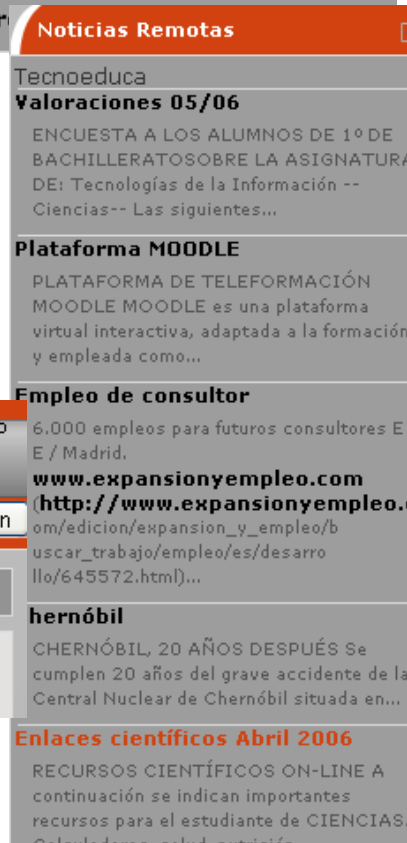 Noticias Remotas
Tecnoeduca
Valoraciones 05/06
ENCUESTA A LOS ALUMNOS DE 1º DE
BACHILLERATOSOBRE LA ASIGNATURA
DE: Tecnologías de la Información --
Ciencias-- Las siguientes...
Plataforma MOODLE
PLATAFORMA DE TELEFORMACIÓN
MOODLE MOODLE es una plataforma
virtual interactiva, adaptada a la formación
y empleada como...
Empleo de consultor
6.000 empleos para futuros consultores E
E / Madrid.
www.expansionyempleo.com
(http://www.expansionyempleo.c
om/edicion/expansion_y_empleo/b
uscar_trabajo/empleo/es/desarro
llo/645572.html)...
hernóbil
CHERNÓBIL, 20 AÑOS DESPUÉS Se
cumplen 20 años del grave accidente de la
Central Nuclear de Chernóbil situada en...
Enlaces científicos Abril 2006
RECURSOS CIENTÍFICOS ON-LINE A
continuación se indican importantes
recursos para el estudiante de CIENCIAS.